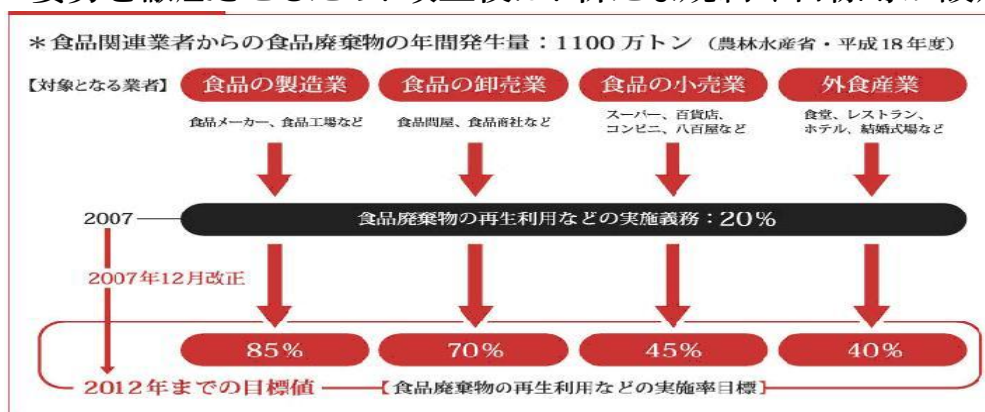 ＊食品関連業者からの食品廃棄物の年間発生量：1100万トン （農林水産省・平成18年度）
【対象となる業者】 食品の製造業 食品の卸売業 食品の小売業 外食産業
食品メーカー、食品工場など 食品問屋、食品商社など スーパー、百貨店、 食堂、レストラン、
コンビニ、八百屋など ホテル、結婚式場など
2007 食品廃棄物の再生利用などの実施義務：20%
2007年12月改正
85% 70% 45% 40%
2012年までの目標値 【食品廃棄物の再生利用などの実施率目標】